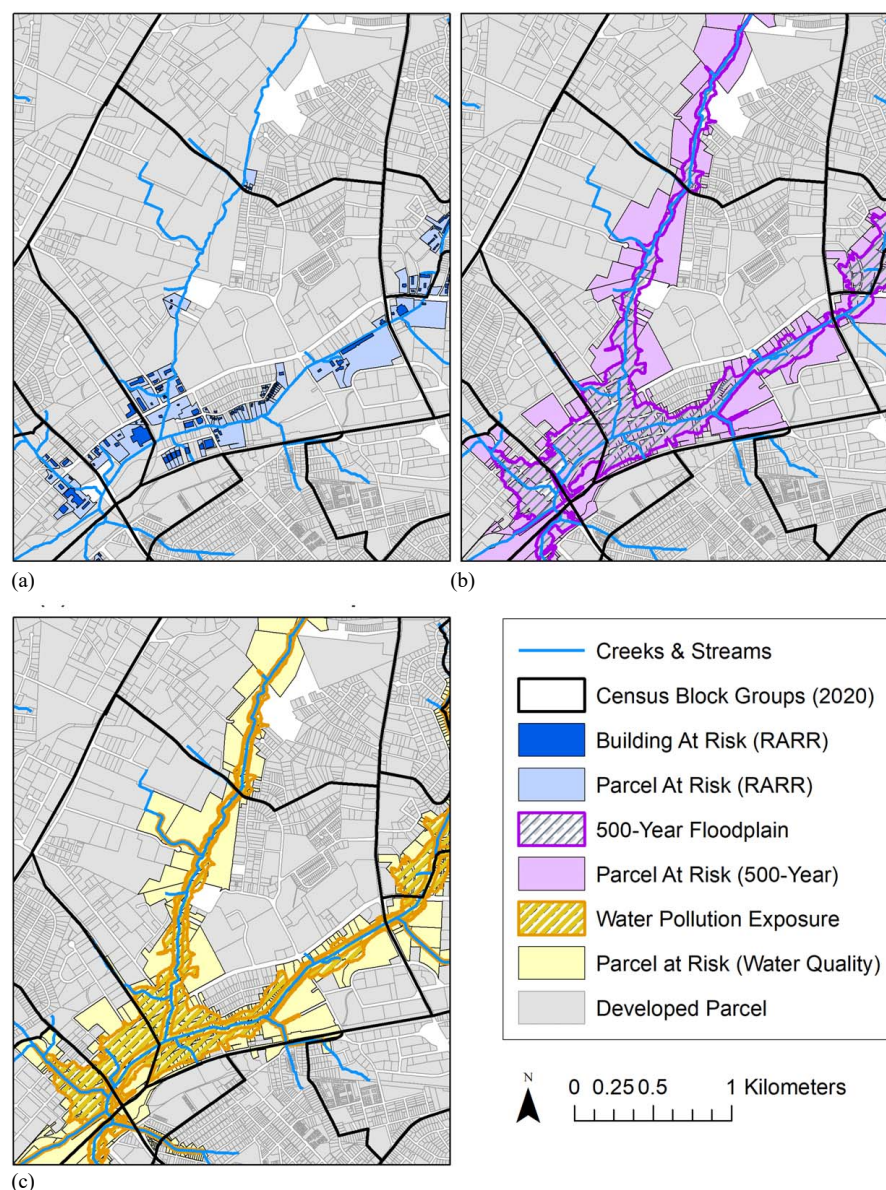 (a)
(b)
Creeks & Streams
Census Block Groups (2020)
Building At Risk (RARR)
Parcel At Risk (RARR)
500-Year Floodplain
Parcel At Risk (500-Year)
Water Pollution Exposure
Parcel at Risk (Water Quality)
Developed Parcel
N
0 0.25 0.5 1 Kilometers
(c)